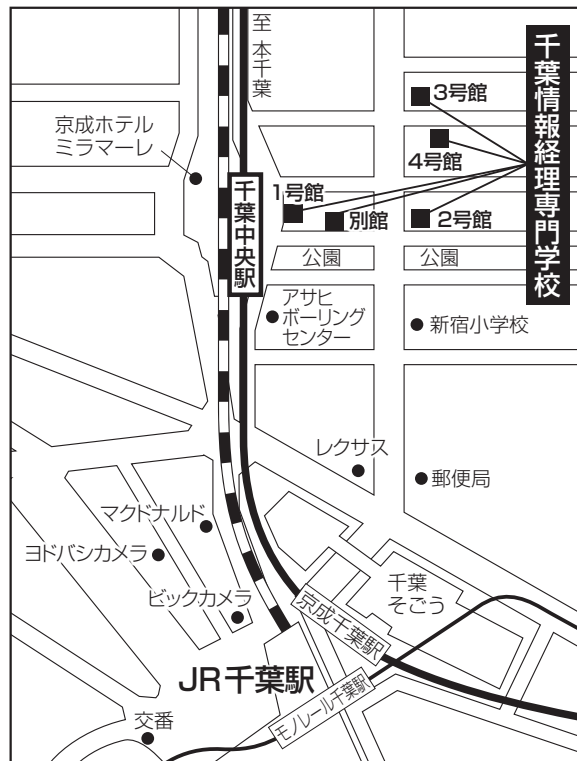 至 本千葉
千葉情報経理専門学校
3号館
京成ホテル
ミラマーレ
4号館
千葉中央駅
1号館
別館
2号館
公園
公園
アサヒ
ボーリング
センター
新宿小学校
レクサス
郵便局
マクドナルド
ヨドバシカメラ
ビックカメラ
千葉
そごう
京成千葉駅
JR千葉駅
モノレール千葉駅
交番